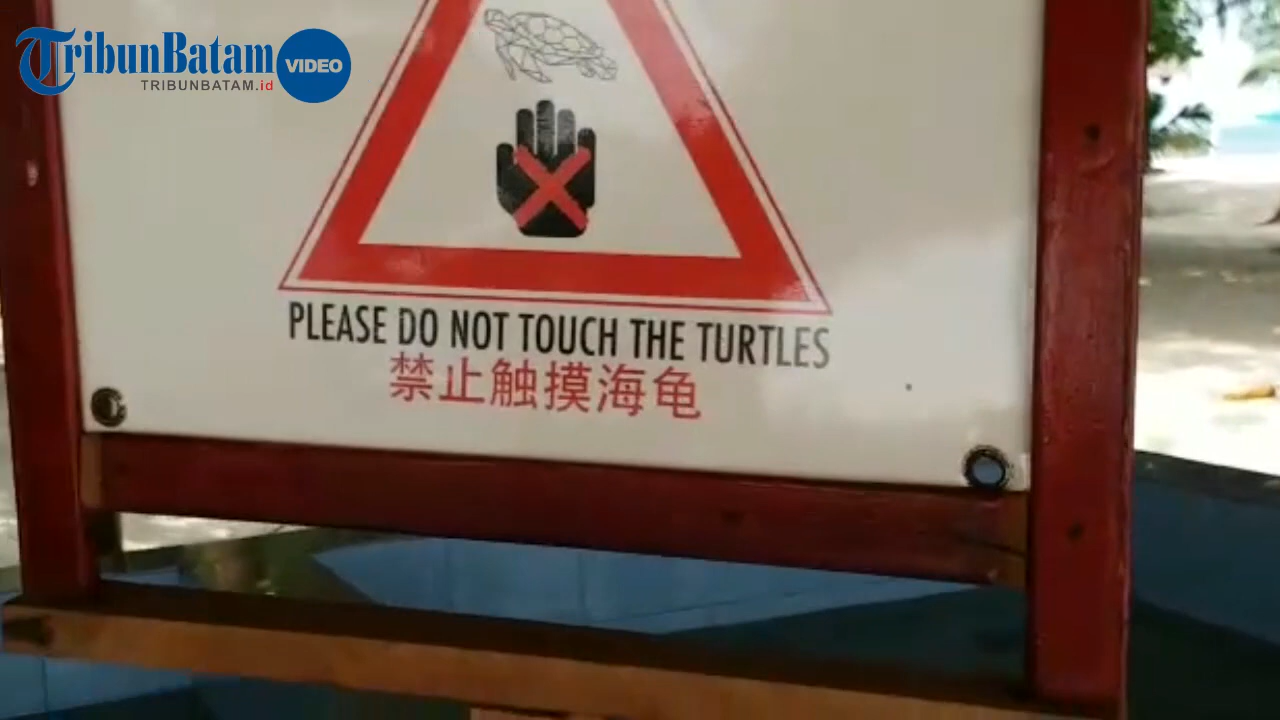 TribunBatam VIDEO
TRIBUNBATAM.id
PLEASE DO NOT TOUCH THE TURTLES
禁止触摸海龟